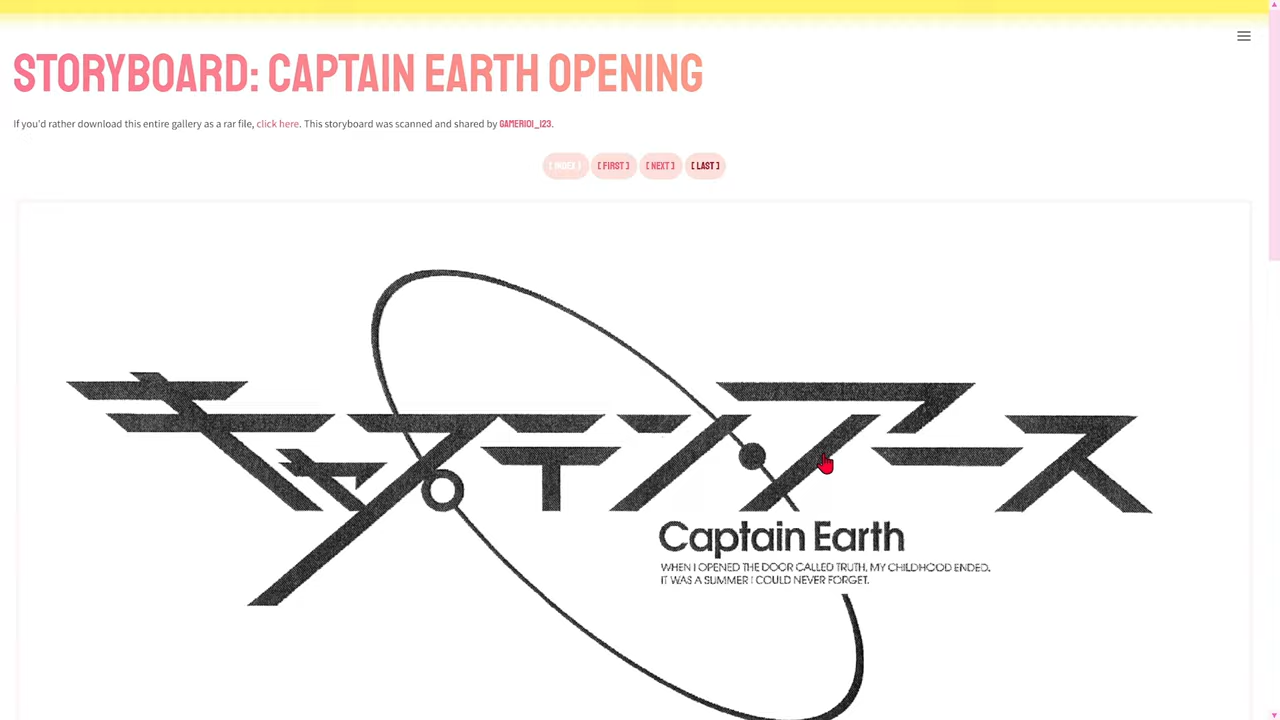 STORYBOARD: CAPTAIN EARTH OPENING
If you'd rather download this entire gallery as a rar file, click here. This storyboard was scanned and shared by GAMER101_123.
[ INDEX ] [ FIRST ] [ NEXT ] [ LAST ]
キャプテン・アース
Captain Earth
WHEN I OPENED THE DOOR CALLED TRUTH, MY CHILDHOOD ENDED.
IT WAS A SUMMER I COULD NEVER FORGET.